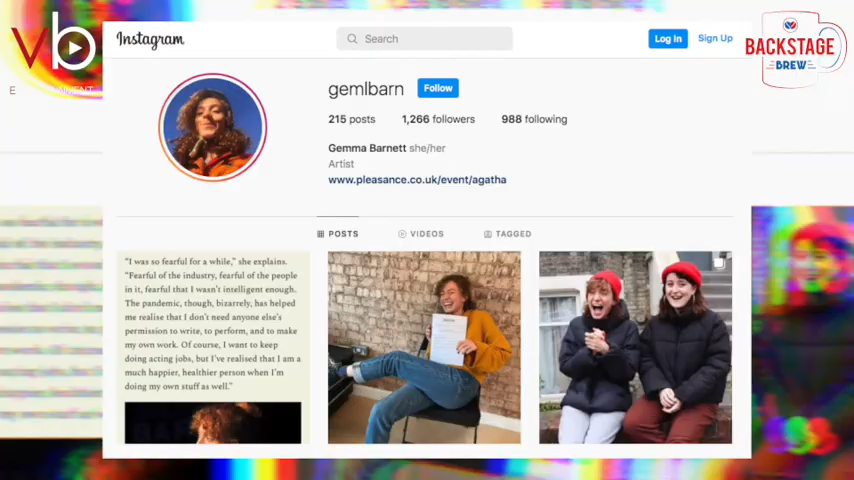 vb
BACKSTAGE
BREW
Instagram
Search
Log In
Sign Up
gemlbarn
Follow
215 posts
1,266 followers
988 following
Gemma Barnett she/her
Artist
www.pleasance.co.uk/event/agatha
POSTS
VIDEOS
TAGGED
"I was so fearful for a while," she explains.
"Fearful of the industry, fearful of the people
in it, fearful that I wasn't intelligent enough.
The pandemic, though, bizarrely, has helped
me realise that I don't need anyone else's
permission to write, to perform, and to make
my own work. Of course, I want to keep
doing acting jobs, but I've realised that I am a
much happier, healthier person when I'm
doing my own stuff as well."